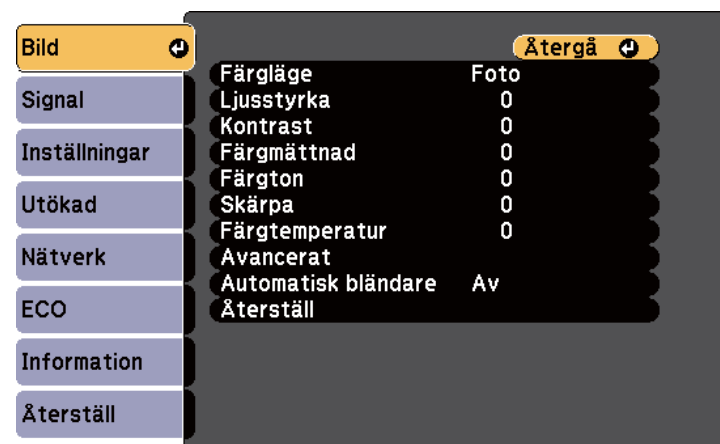 Bild
Signal
Inställningar
Utökad
Nätverk
ECO
Information
Återställ
Återgå
Färgläge Foto
Ljusstyrka 0
Kontrast 0
Färgmättnad 0
Färgton 0
Skärpa 0
Färgtemperatur 0
Avancerat
Automatisk bländare Av
Återställ